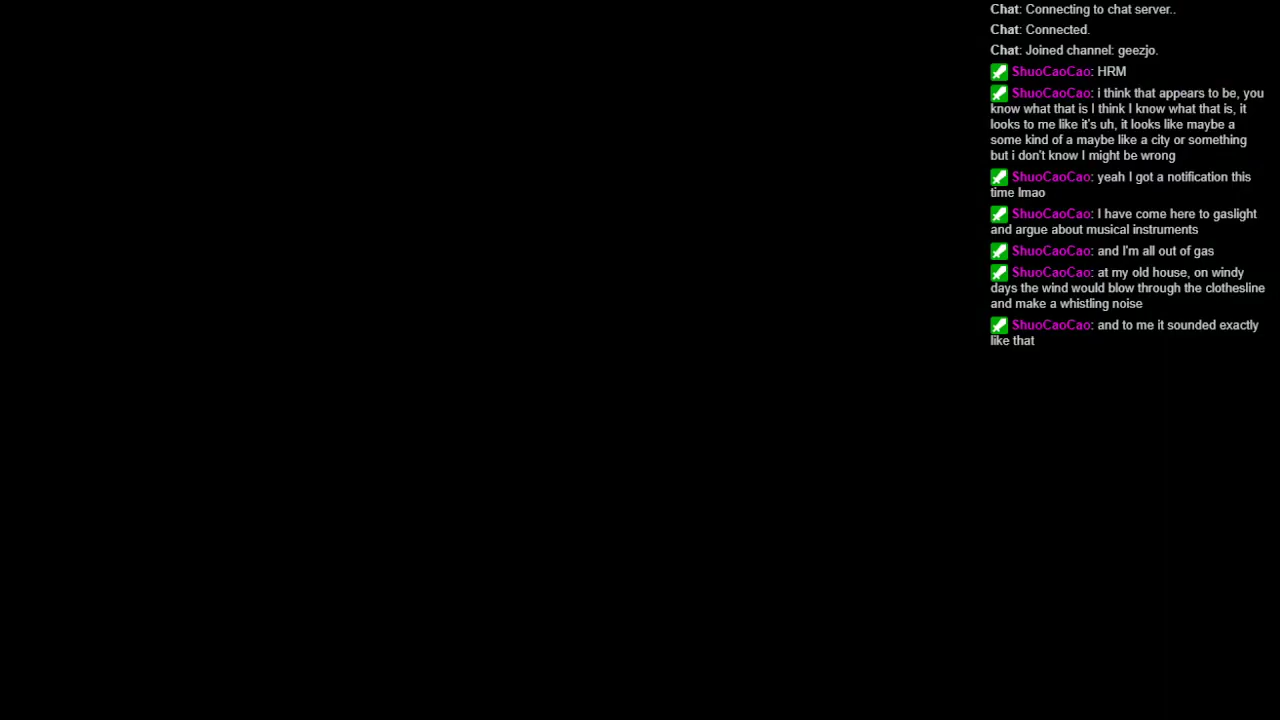 Chat: Connecting to chat server..
Chat: Connected.
Chat: Joined channel: geezjo.
ShuoCaoCao: HRM
ShuoCaoCao: i think that appears to be, you
know what that is I think I know what that is, it
looks to me like it's uh, it looks like maybe a
some kind of a maybe like a city or something
but i don't know I might be wrong
ShuoCaoCao: yeah I got a notification this
time lmao
ShuoCaoCao: I have come here to gaslight
and argue about musical instruments
ShuoCaoCao: and I'm all out of gas
ShuoCaoCao: at my old house, on windy
days the wind would blow through the clothesline
and make a whistling noise
ShuoCaoCao: and to me it sounded exactly
like that